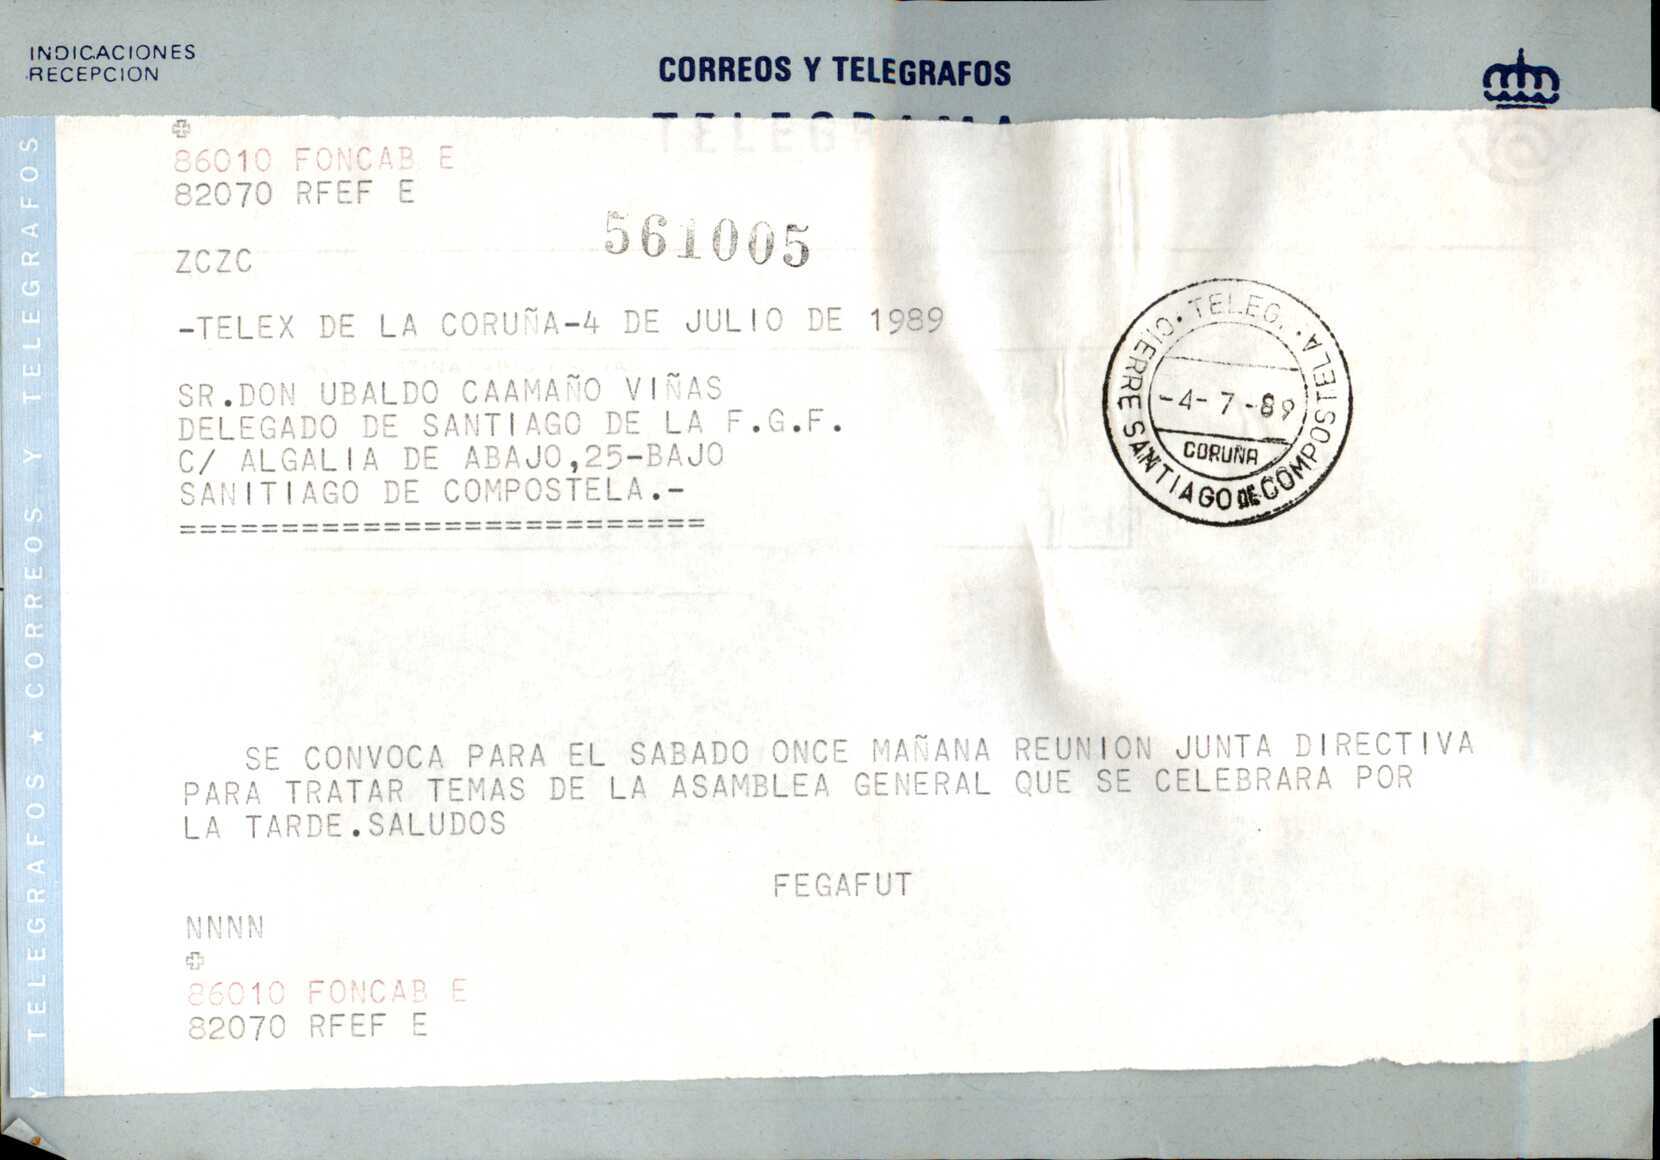 INDICACIONES
RECEPCION
CORREOS Y TELEGRAFOS
TELEGRAMA
Y TELEGRAFOS ★ CORREOS Y TELEGRAFOS
86010 FONCAB E
82070 RFEF E
561005
ZCZC
-TELEX DE LA CORUÑA-4 DE JULIO DE 1989
SR.DON UBALDO CAAMAÑO VIÑAS
DELEGADO DE SANTIAGO DE LA F.G.F.
C/ ALGALIA DE ABAJO,25-BAJO
SANITIAGO DE COMPOSTELA.-
==========================
· TELEG. ·
CIERRE SANTIAGO DE COMPOSTELA
-4-7-89
CORUÑA
SE CONVOCA PARA EL SABADO ONCE MAÑANA REUNION JUNTA DIRECTIVA
PARA TRATAR TEMAS DE LA ASAMBLEA GENERAL QUE SE CELEBRARA POR
LA TARDE.SALUDOS
FEGAFUT
NNNN
86010 FONCAB E
82070 RFEF E